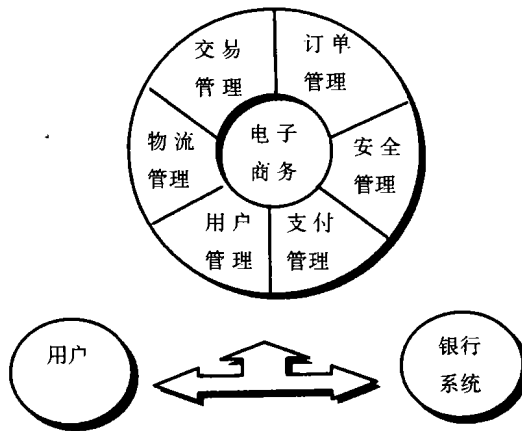 交易
管理
订单
管理
物流
管理
电子
商务
安全
管理
用户
管理
支付
管理
用户
银行
系统